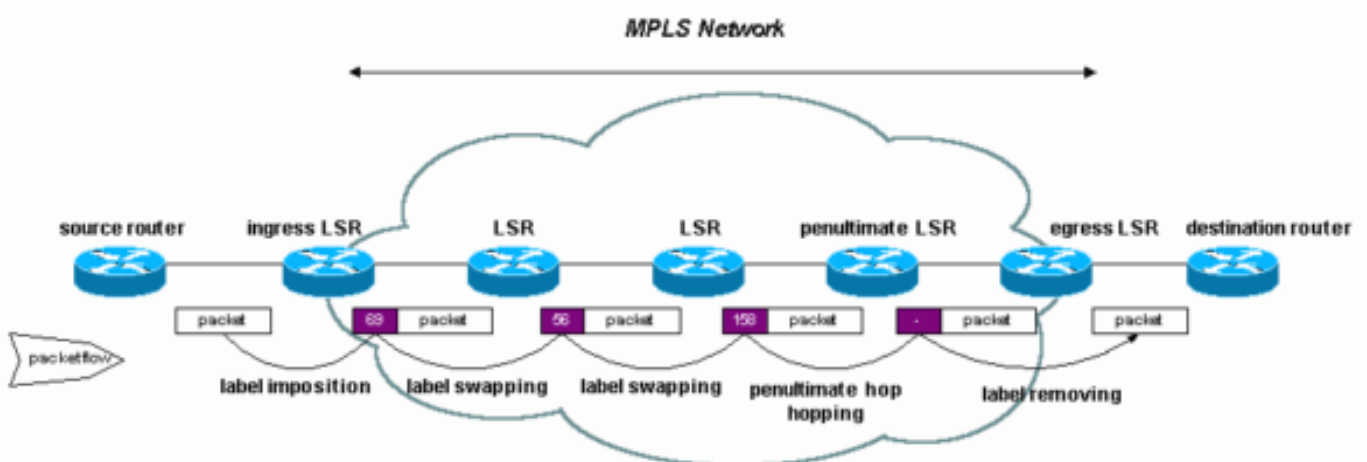 MPLS Network
source router
ingress LSR
LSR
LSR
penultimate LSR
egress LSR
destination router
packet
69 packet
56 packet
158 packet
- packet
packet
packetflow
label imposition
label swapping
label swapping
penultimate hop
hopping
label removing